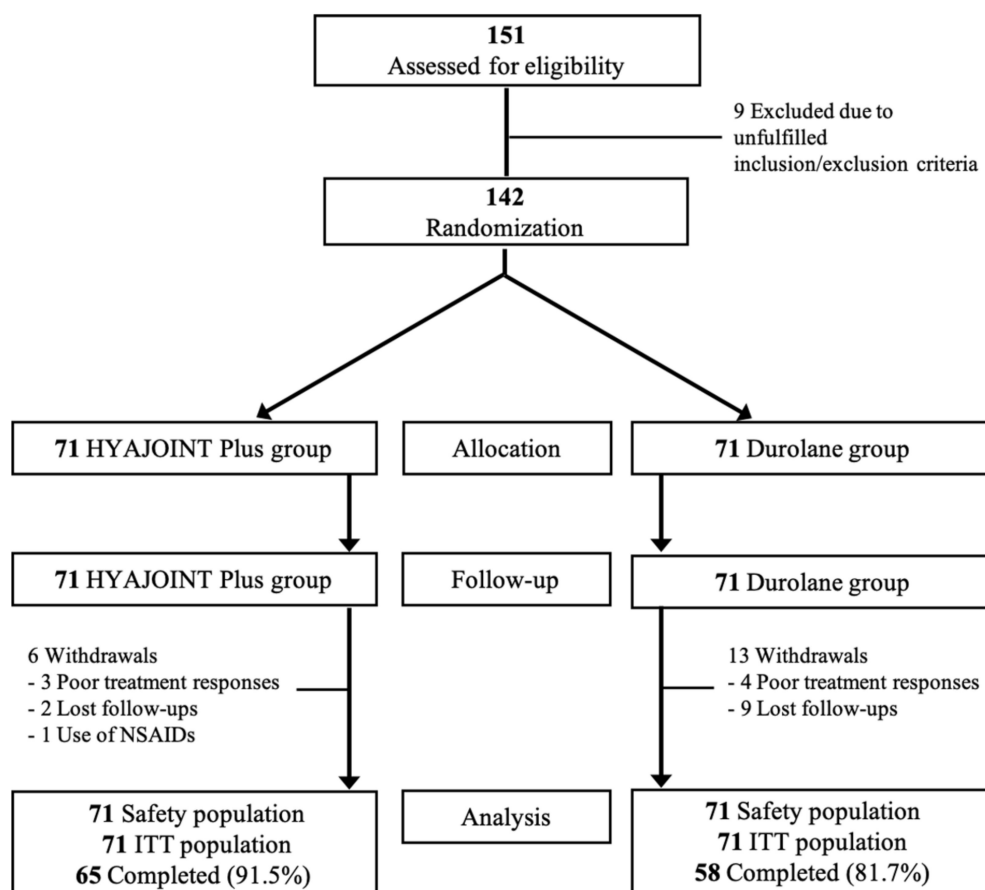 151
Assessed for eligibility
9 Excluded due to
unfulfilled
inclusion/exclusion criteria
142
Randomization
71 HYAJOINT Plus group
Allocation
71 Durolane group
71 HYAJOINT Plus group
Follow-up
71 Durolane group
6 Withdrawals
- 3 Poor treatment responses
- 2 Lost follow-ups
- 1 Use of NSAIDs
13 Withdrawals
- 4 Poor treatment responses
- 9 Lost follow-ups
71 Safety population
71 ITT population
65 Completed (91.5%)
Analysis
71 Safety population
71 ITT population
58 Completed (81.7%)